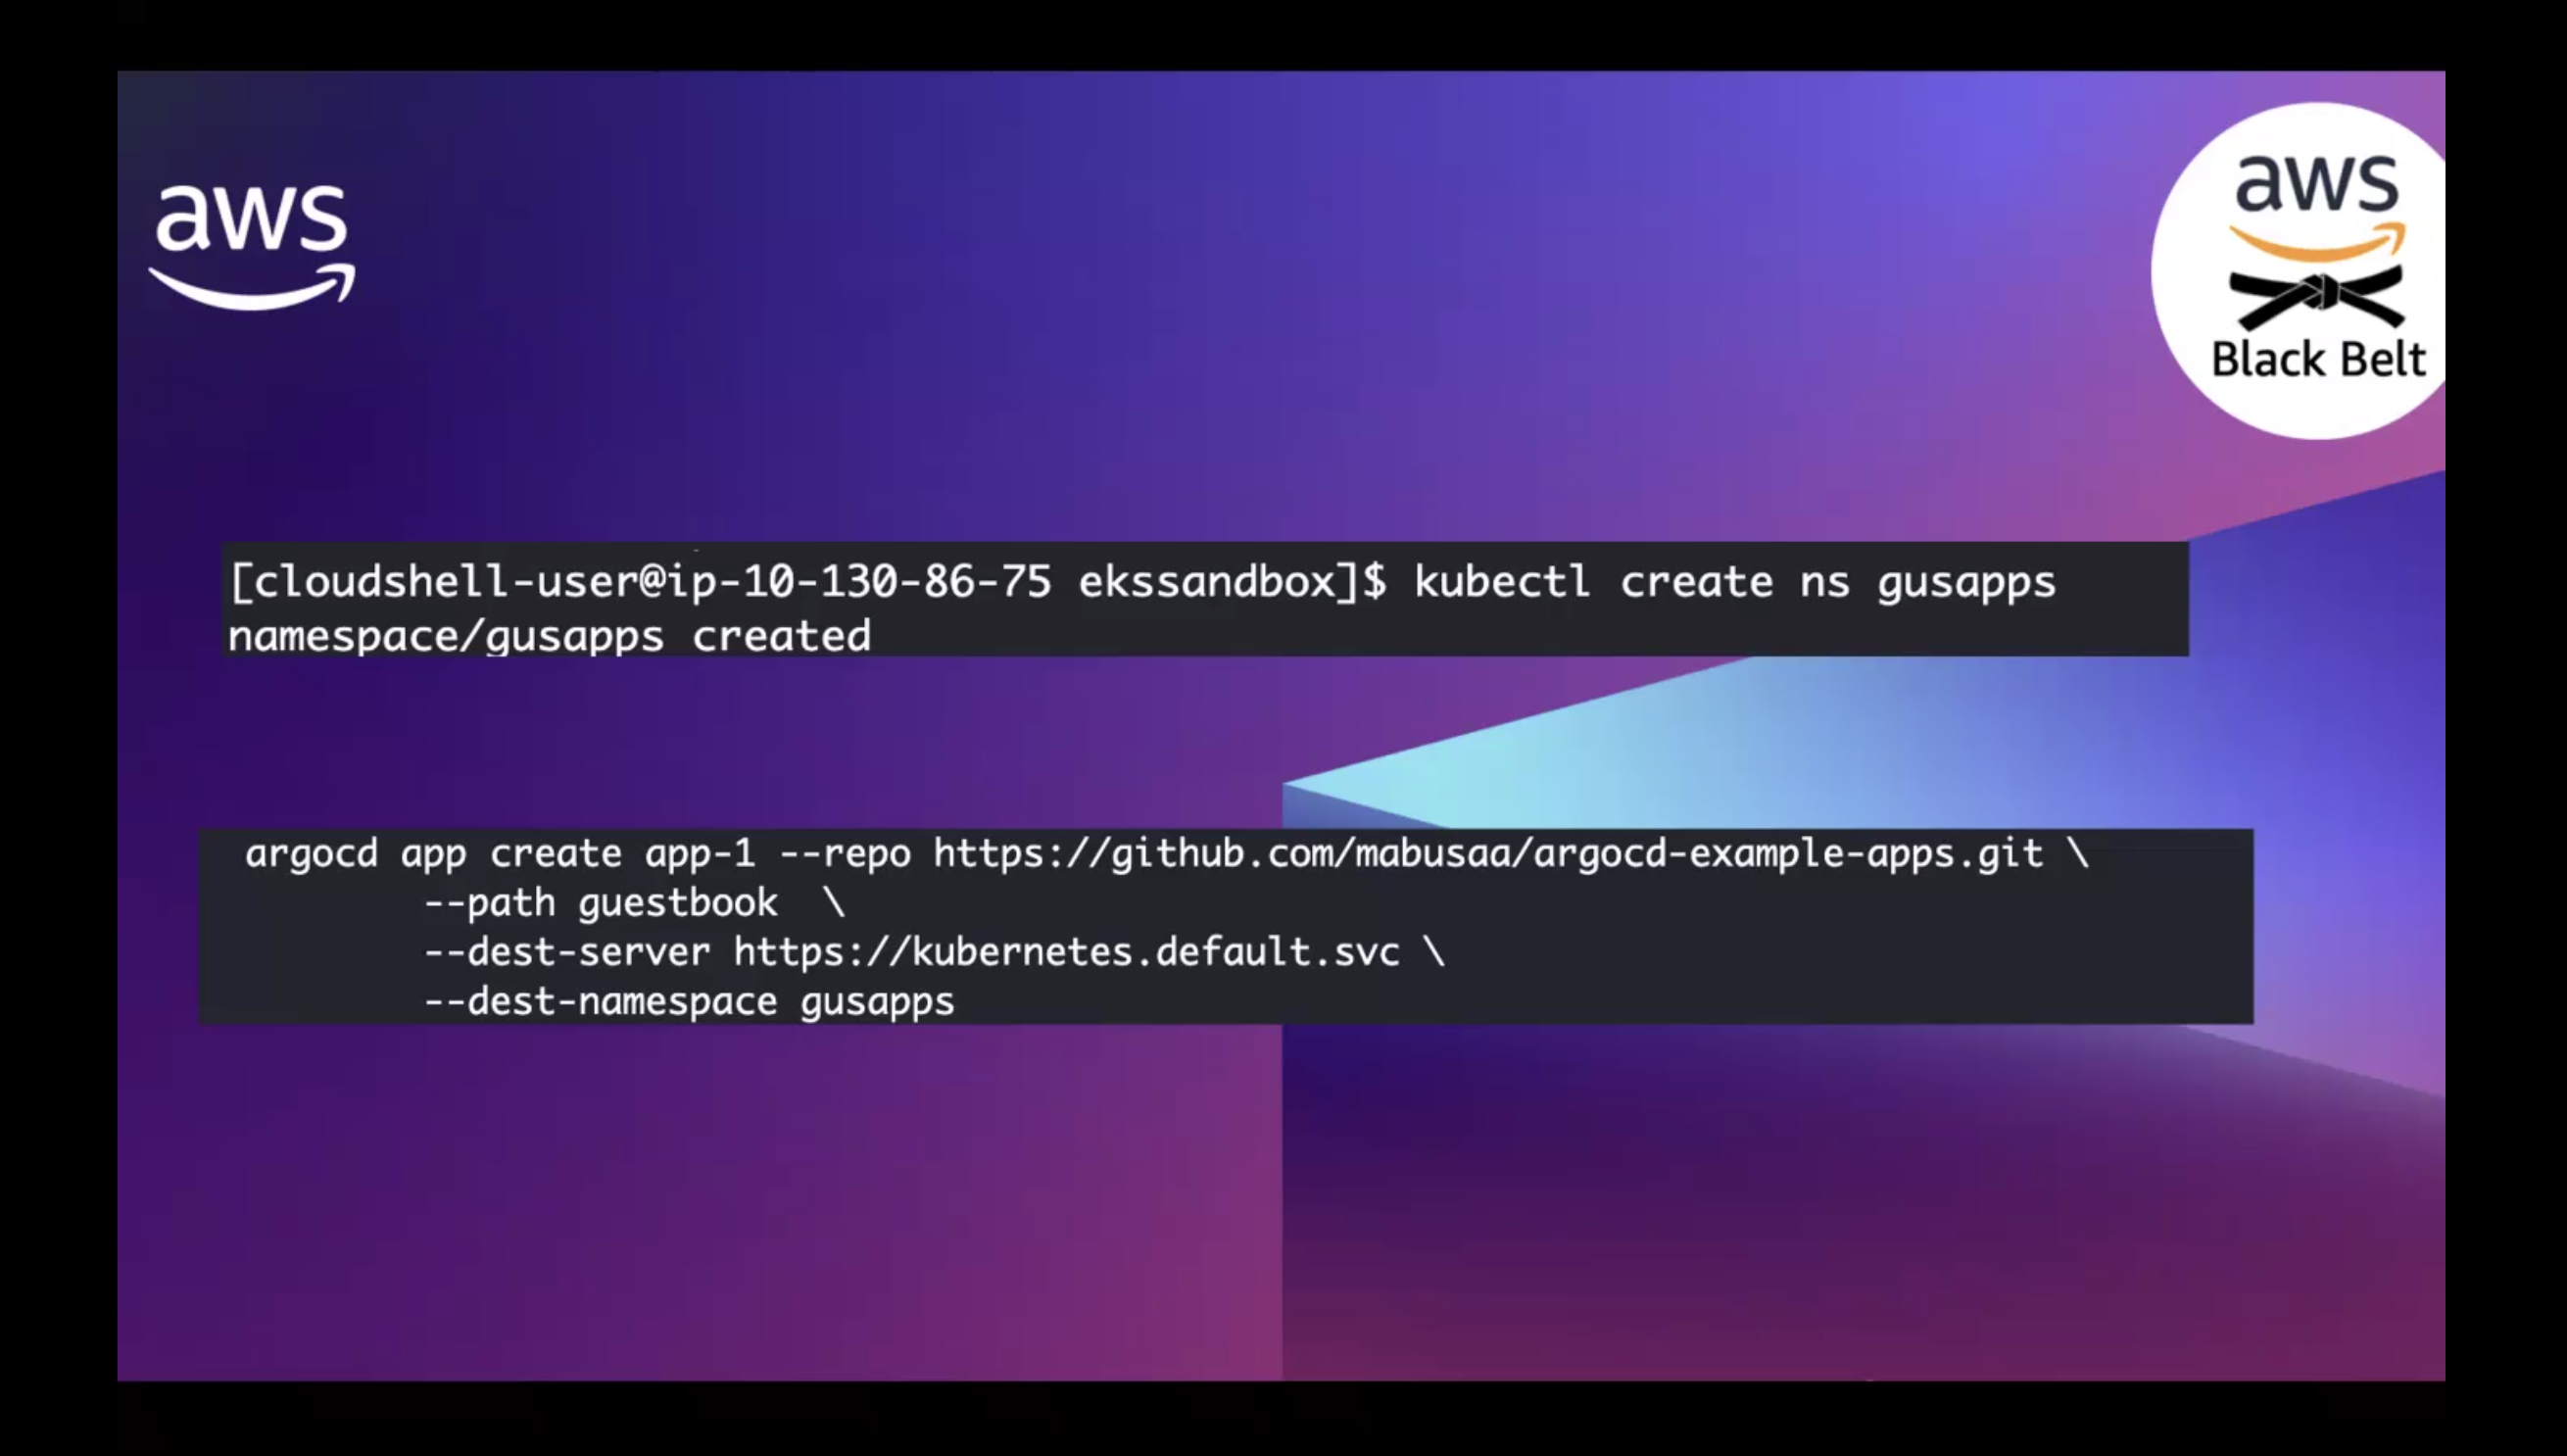 aws
aws
Black Belt
[cloudshell-user@ip-10-130-86-75 ekssandbox]$ kubectl create ns gusapps
namespace/gusapps created
argocd app create app-1 --repo https://github.com/mabusaa/argocd-example-apps.git \
--path guestbook  \
--dest-server https://kubernetes.default.svc \
--dest-namespace gusapps